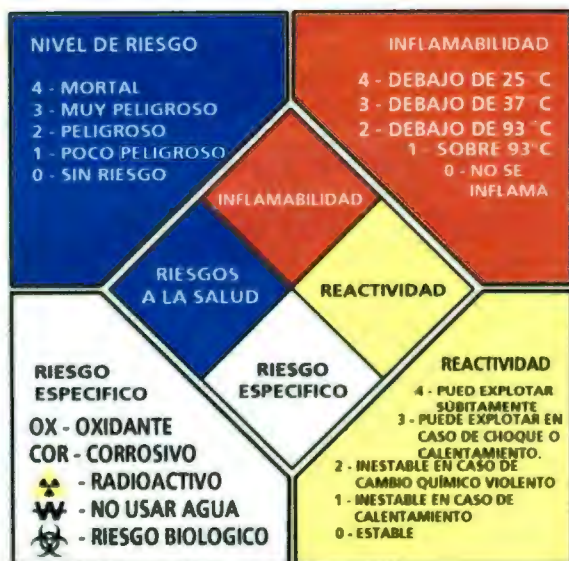 NIVEL DE RIESGO
4 - MORTAL
3 - MUY PELIGROSO
2 - PELIGROSO
1 - POCO PELIGROSO
0 - SIN RIESGO
INFLAMABILIDAD
4 - DEBAJO DE 25 °C
3 - DEBAJO DE 37 °C
2 - DEBAJO DE 93 °C
1 - SOBRE 93°C
0 - NO SE
INFLAMA
INFLAMABILIDAD
RIESGOS
A LA SALUD
REACTIVIDAD
RIESGO
ESPECIFICO
RIESGO
ESPECIFICO
OX - OXIDANTE
COR - CORROSIVO
- RADIOACTIVO
W - NO USAR AGUA
- RIESGO BIOLOGICO
REACTIVIDAD
4 - PUED EXPLOTAR
SÚBITAMENTE
3 - PUEDE EXPLOTAR EN
CASO DE CHOQUE O
CALENTAMIENTO.
2 - INESTABLE EN CASO DE
CAMBIO QUÍMICO VIOLENTO
1 - INESTABLE EN CASO DE
CALENTAMIENTO
0 - ESTABLE